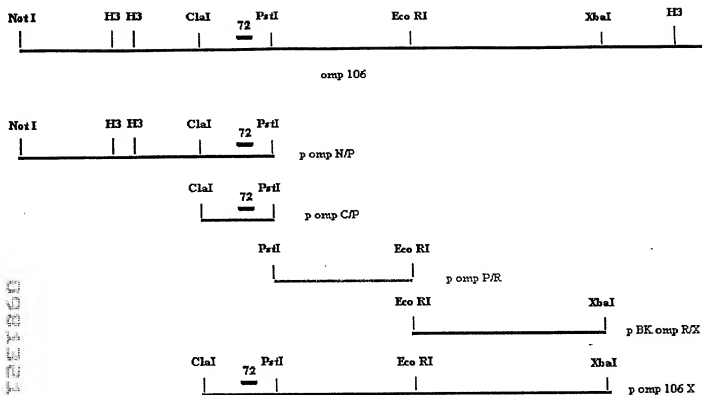 Not I H3 H3 ClaI 72 PstI Eco RI XbaI H3
omp 106
Not I H3 H3 ClaI 72 PstI
p omp N/P
ClaI 72 PstI
p omp C/P
PstI Eco RI
p omp P/R
Eco RI XbaI
p BK omp R/X
ClaI 72 PstI Eco RI XbaI
p omp 106 X